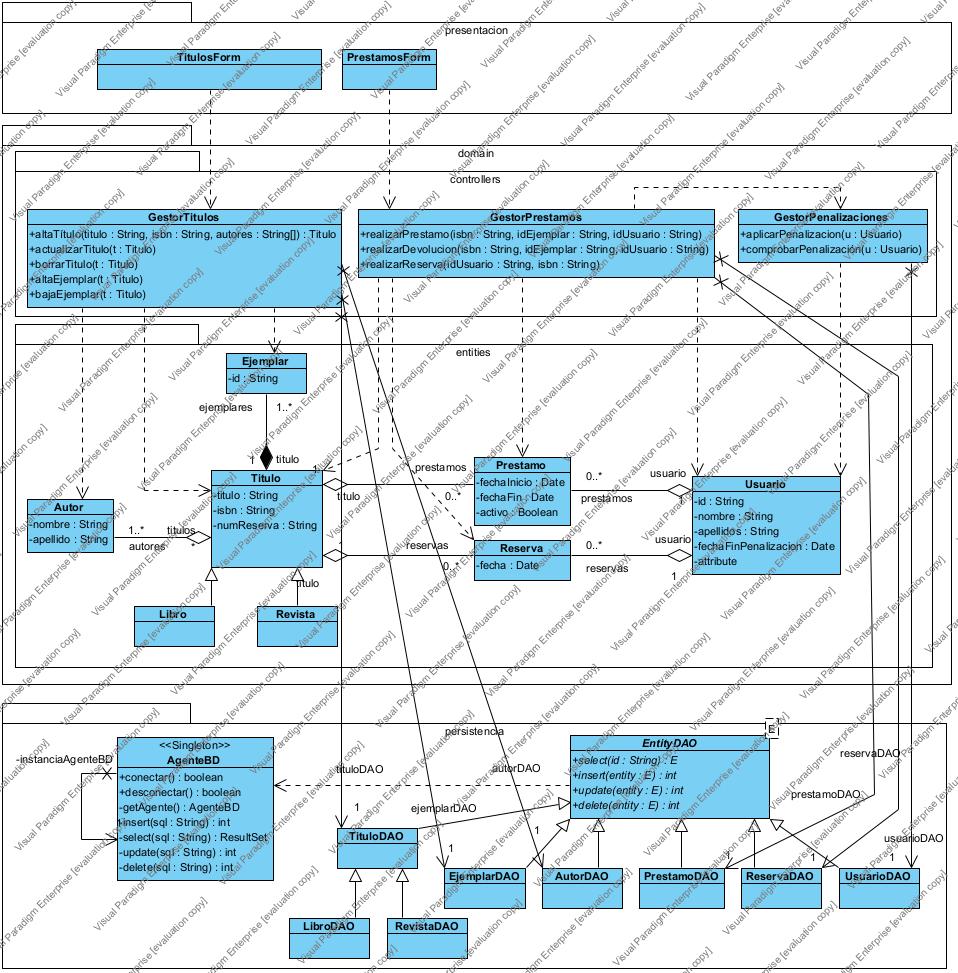 presentacion
TitulosForm
PrestamosForm
domain
controllers
GestorTitulos
+altaTitulo(titulo : String, isbn : String, autores : String[]) : Titulo
+actualizarTitulo(t : Titulo)
+borrarTitulo(t : Titulo)
+altaEjemplar(t : Titulo)
+bajaEjemplar(t : Titulo)
GestorPrestamos
+realizarPrestamo(isbn : String, idEjemplar : String, idUsuario : String)
+realizarDevolucion(isbn : String, idEjemplar : String, idUsuario : String)
+realizarReserva(idUsuario : String, isbn : String)
GestorPenalizaciones
+aplicarPenalizacion(u : Usuario)
+comprobarPenalización(u : Usuario)
entities
Ejemplar
-id : String
ejemplares
1..*
titulo
Titulo
-titulo : String
-isbn : String
-numReserva : String
1
titulo
prestamos
0..*
Prestamo
-fechaInicio : Date
-fechaFin : Date
-activo : Boolean
0..*
prestamos
usuario
1
Usuario
-id : String
-nombre : String
-apellidos : String
-fechaFinPenalizacion : Date
-attribute
Autor
-nombre : String
-apellido : String
1..*
autores
titulos
*
reservas
0..*
Reserva
-fecha : Date
0..*
reservas
usuario
1
titulo
Libro
Revista
persistencia
-instanciaAgenteBD
<<Singleton>>
AgenteBD
+conectar() : boolean
+desconectar() : boolean
-getAgente() : AgenteBD
-insert(sql : String) : int
-select(sql : String) : ResultSet
-update(sql : String) : int
-delete(sql : String) : int
E
EntityDAO
+select(id : String) : E
+insert(entity : E) : int
+update(entity : E) : int
+delete(entity : E) : int
tituloDAO
autorDAO
ejemplarDAO
reservaDAO
prestamoDAO
usuarioDAO
1
1
1
1
1
TituloDAO
EjemplarDAO
AutorDAO
PrestamoDAO
ReservaDAO
UsuarioDAO
LibroDAO
RevistaDAO
Visual Paradigm Enterprise [evaluation copy]